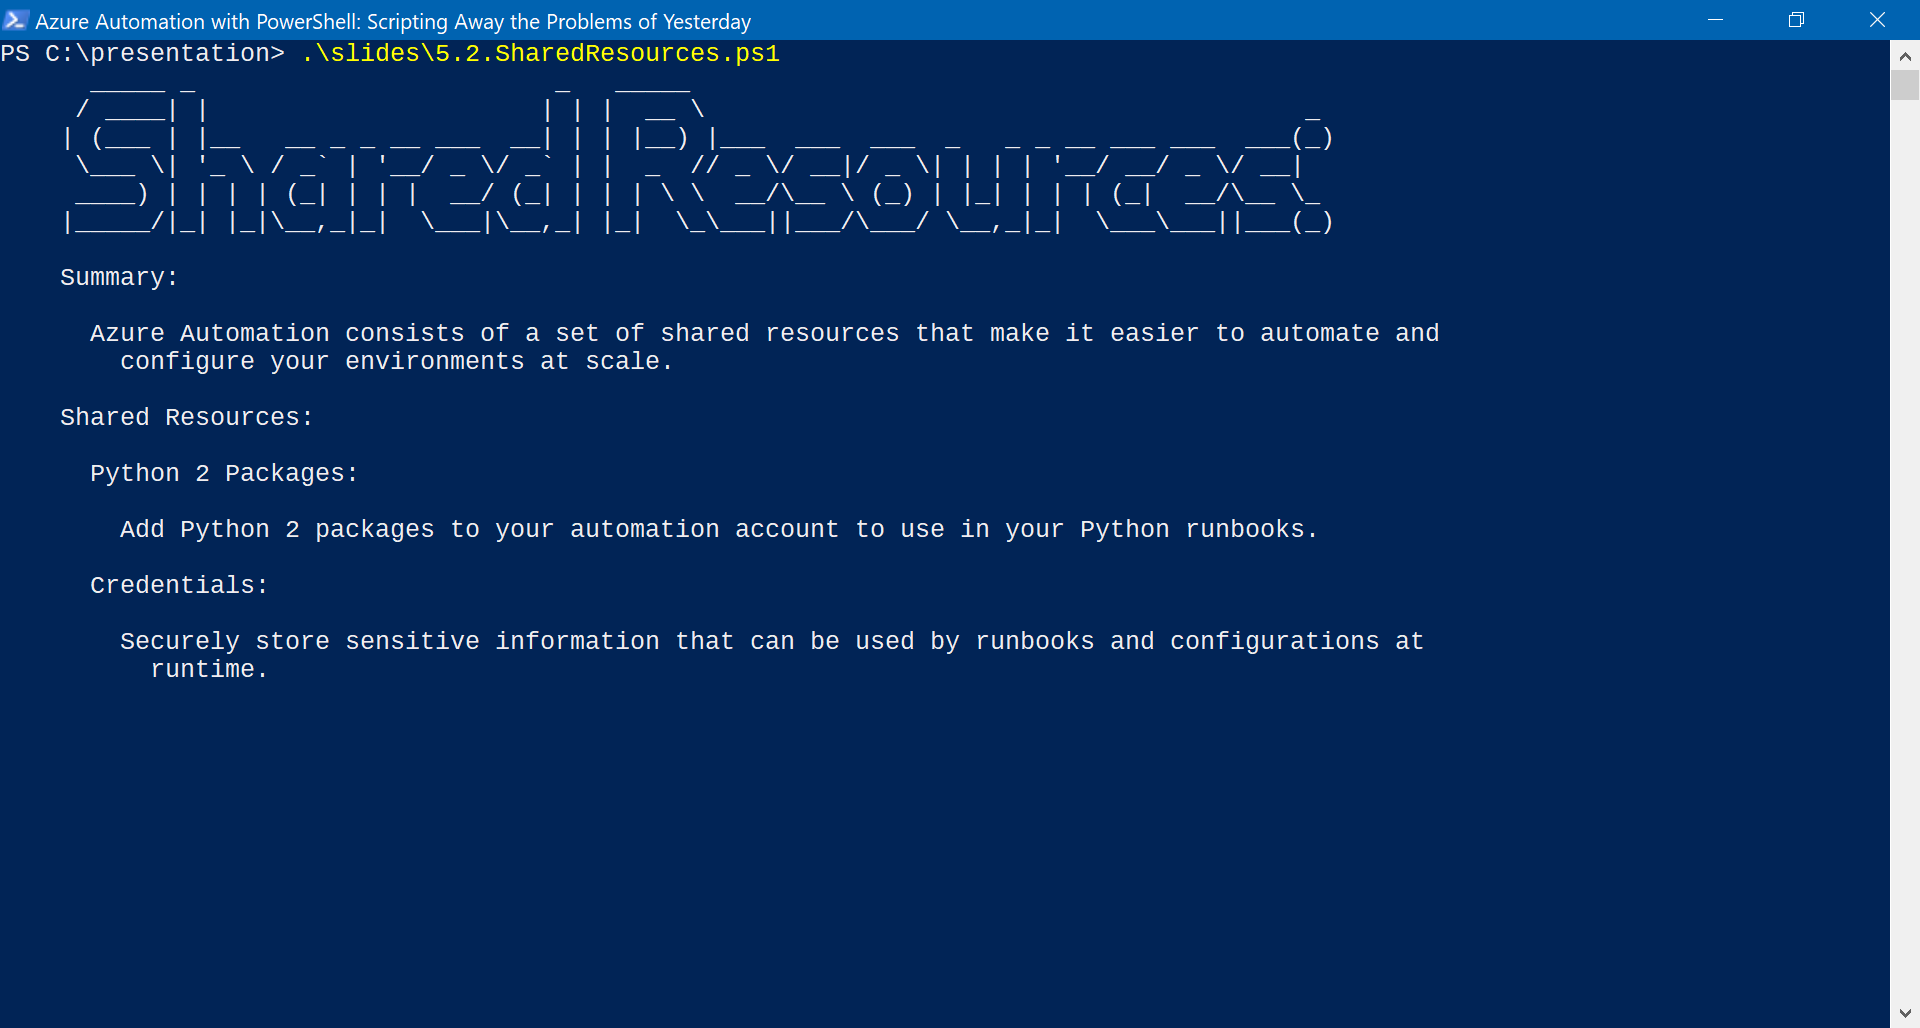 Azure Automation with PowerShell: Scripting Away the Problems of Yesterday
PS C:\presentation> .\slides\5.2.SharedResources.ps1
Shared Resources:
Summary:
Azure Automation consists of a set of shared resources that make it easier to automate and
configure your environments at scale.
Shared Resources:
Python 2 Packages:
Add Python 2 packages to your automation account to use in your Python runbooks.
Credentials:
Securely store sensitive information that can be used by runbooks and configurations at
runtime.